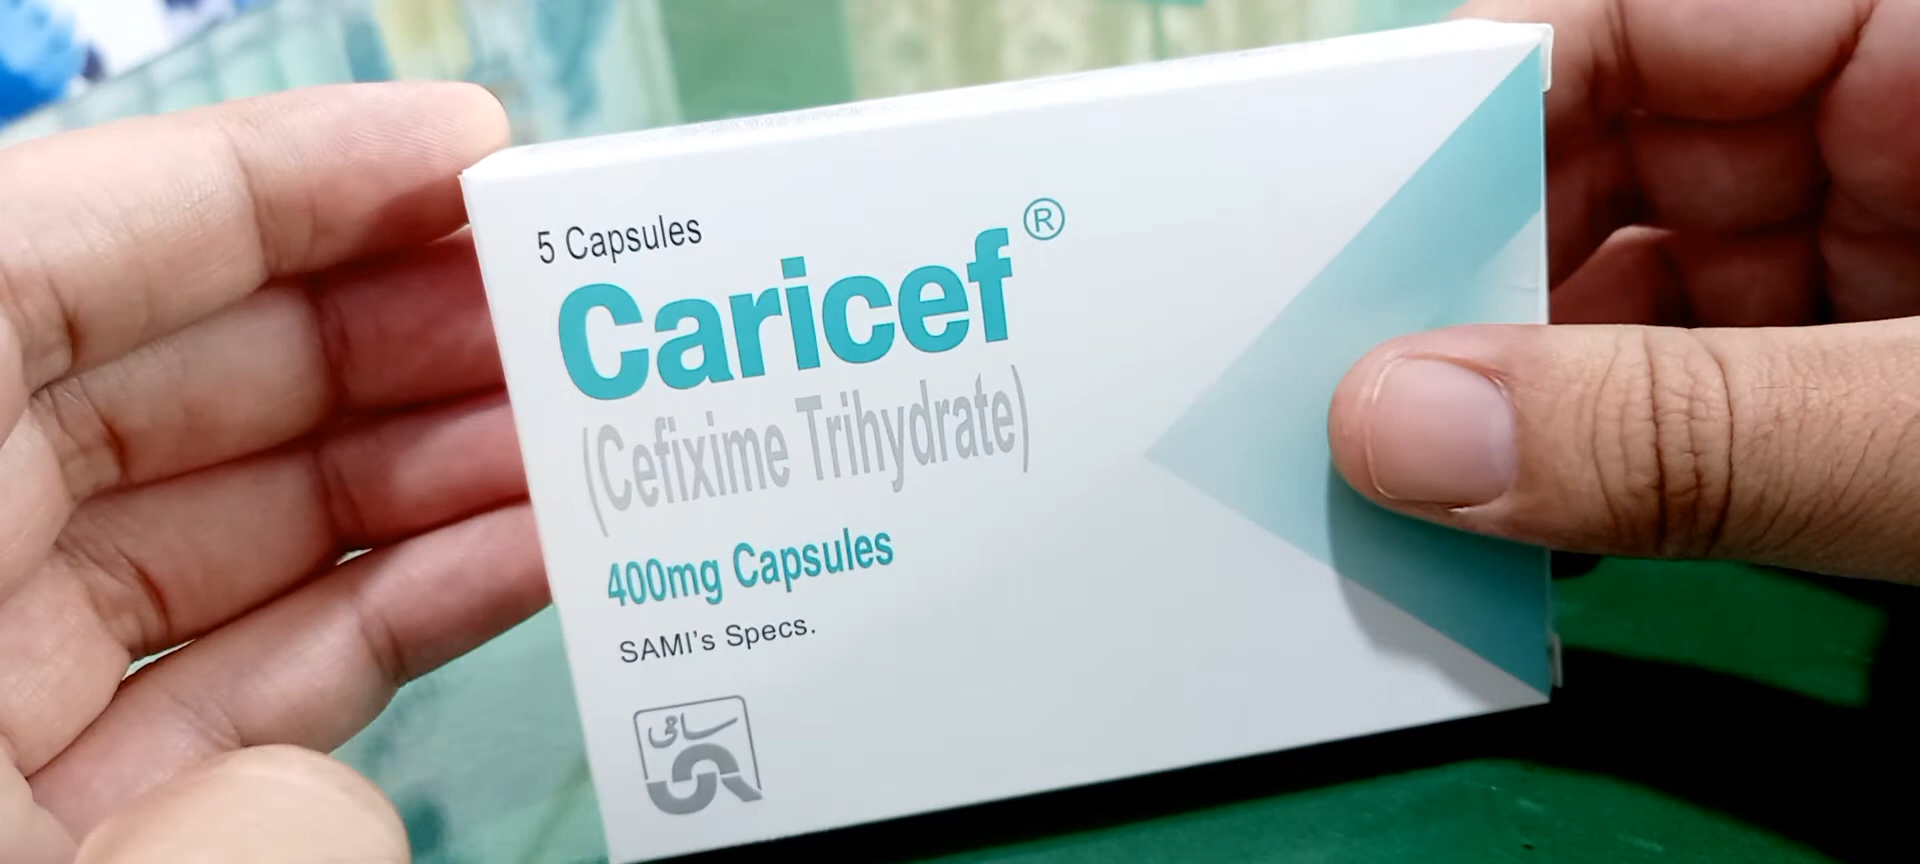 5 Capsules
Caricef®
(Cefixime Trihydrate)
400mg Capsules
SAMI's Specs.
سامی